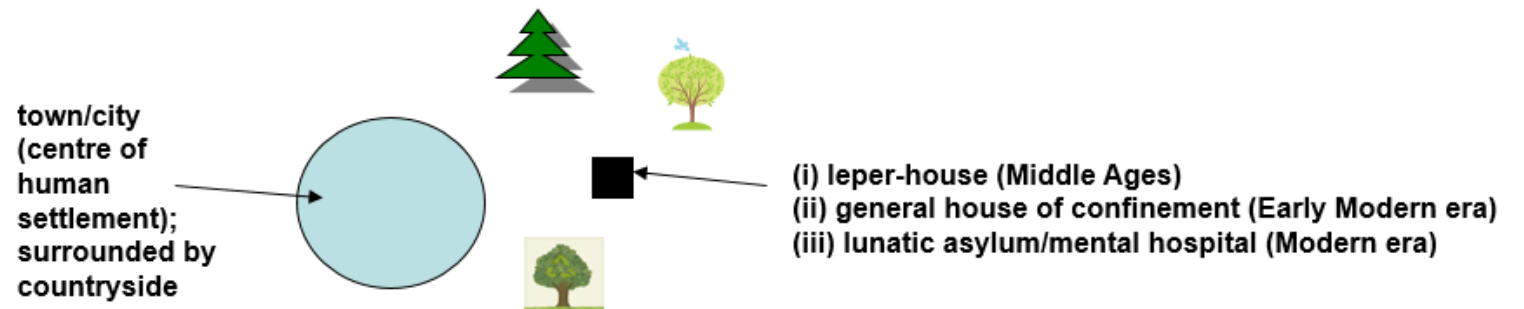 town/city
(centre of
human
settlement);
surrounded by
countryside
(i) leper-house (Middle Ages)
(ii) general house of confinement (Early Modern era)
(iii) lunatic asylum/mental hospital (Modern era)